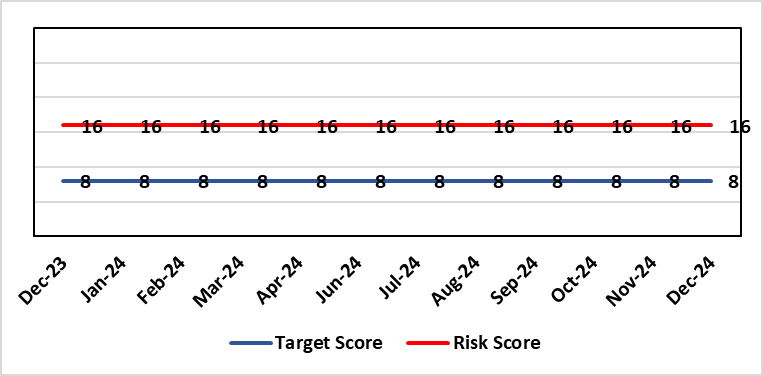 16 16 16 16 16 16 16 16 16 16 16 16
8 8 8 8 8 8 8 8 8 8 8 8
Dec-23 Jan-24 Feb-24 Mar-24 Apr-24 Jun-24 Jul-24 Aug-24 Sep-24 Oct-24 Nov-24 Dec-24
Target Score Risk Score